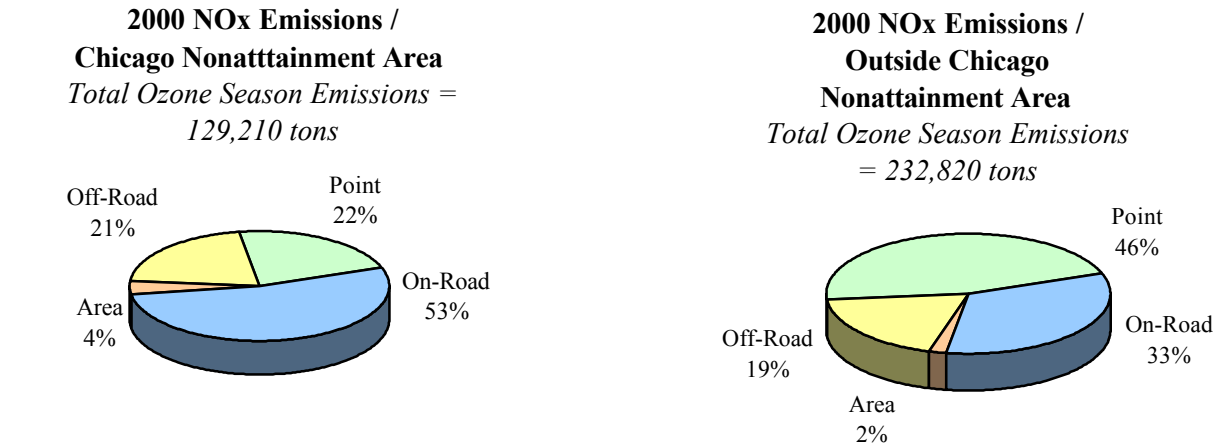 2000 NOx Emissions /
Chicago Nonatttainment Area
Total Ozone Season Emissions =
129,210 tons
Off-Road
21%
Point
22%
On-Road
53%
Area
4%
2000 NOx Emissions /
Outside Chicago
Nonattainment Area
Total Ozone Season Emissions
= 232,820 tons
Point
46%
On-Road
33%
Off-Road
19%
Area
2%